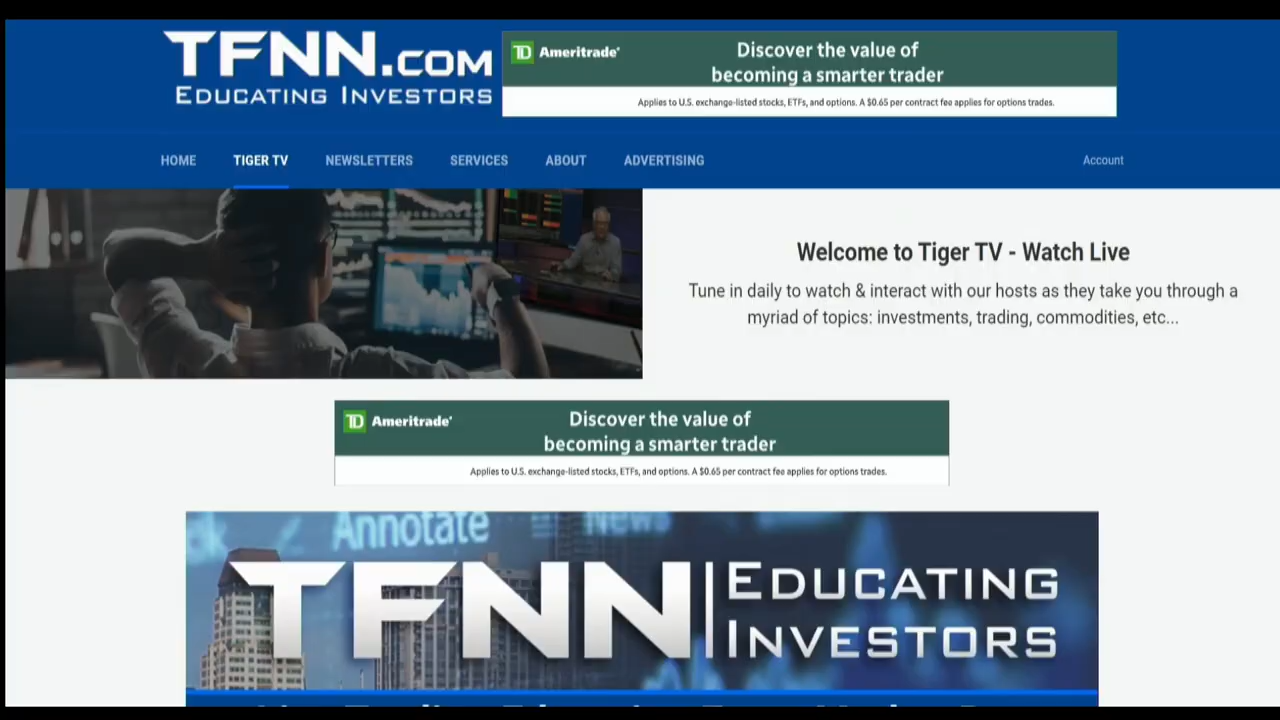 TFNN.COM
EDUCATING INVESTORS
TD Ameritrade
Discover the value of
becoming a smarter trader
Applies to U.S. exchange-listed stocks, ETFs, and options. A $0.65 per contract fee applies for options trades.
HOME TIGER TV NEWSLETTERS SERVICES ABOUT ADVERTISING Account
Welcome to Tiger TV - Watch Live
Tune in daily to watch & interact with our hosts as they take you through a
myriad of topics: investments, trading, commodities, etc...
TD Ameritrade
Discover the value of
becoming a smarter trader
Applies to U.S. exchange-listed stocks, ETFs, and options. A $0.65 per contract fee applies for options trades.
Annotate News
TFNN
EDUCATING
INVESTORS